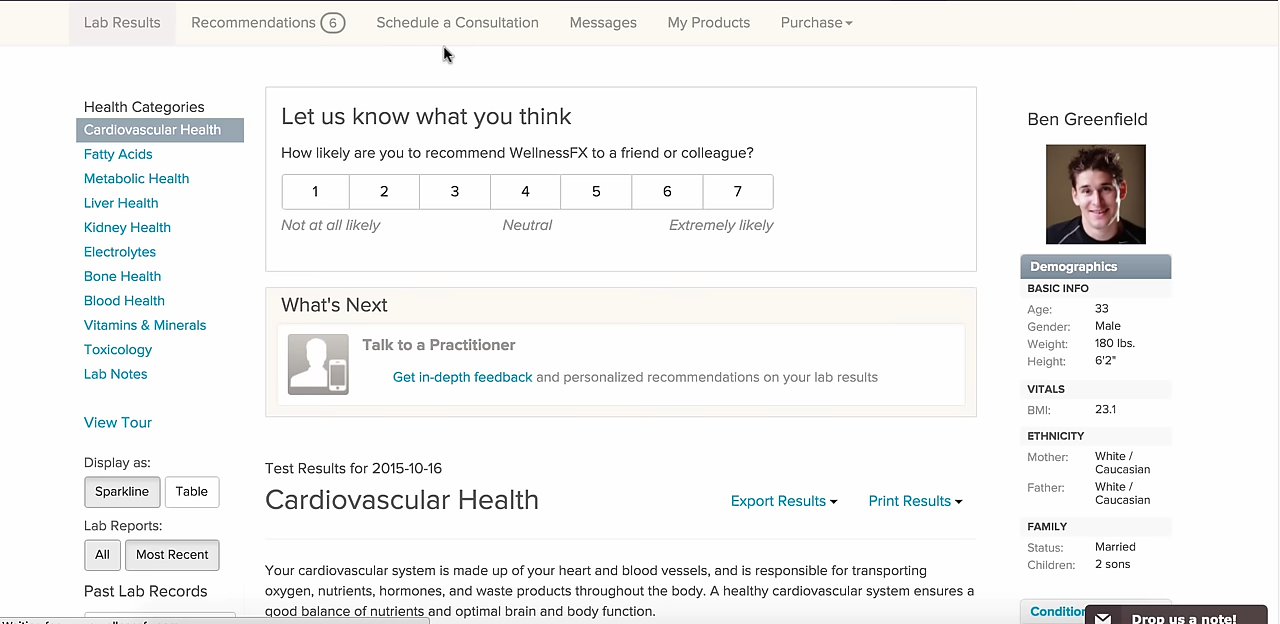 Lab Results
Recommendations 6
Schedule a Consultation
Messages
My Products
Purchase
Health Categories
Cardiovascular Health
Fatty Acids
Metabolic Health
Liver Health
Kidney Health
Electrolytes
Bone Health
Blood Health
Vitamins & Minerals
Toxicology
Lab Notes
View Tour
Display as:
Sparkline Table
Lab Reports:
All Most Recent
Past Lab Records
Let us know what you think
How likely are you to recommend WellnessFX to a friend or colleague?
1 2 3 4 5 6 7
Not at all likely Neutral Extremely likely
What's Next
Talk to a Practitioner
Get in-depth feedback and personalized recommendations on your lab results
Test Results for 2015-10-16
Cardiovascular Health
Export Results Print Results
Your cardiovascular system is made up of your heart and blood vessels, and is responsible for transporting
oxygen, nutrients, hormones, and waste products throughout the body. A healthy cardiovascular system ensures a
good balance of nutrients and optimal brain and body function.
Ben Greenfield
Demographics
BASIC INFO
Age: 33
Gender: Male
Weight: 180 lbs.
Height: 6'2"
VITALS
BMI: 23.1
ETHNICITY
Mother: White /
Caucasian
Father: White /
Caucasian
FAMILY
Status: Married
Children: 2 sons
Drop us a note!